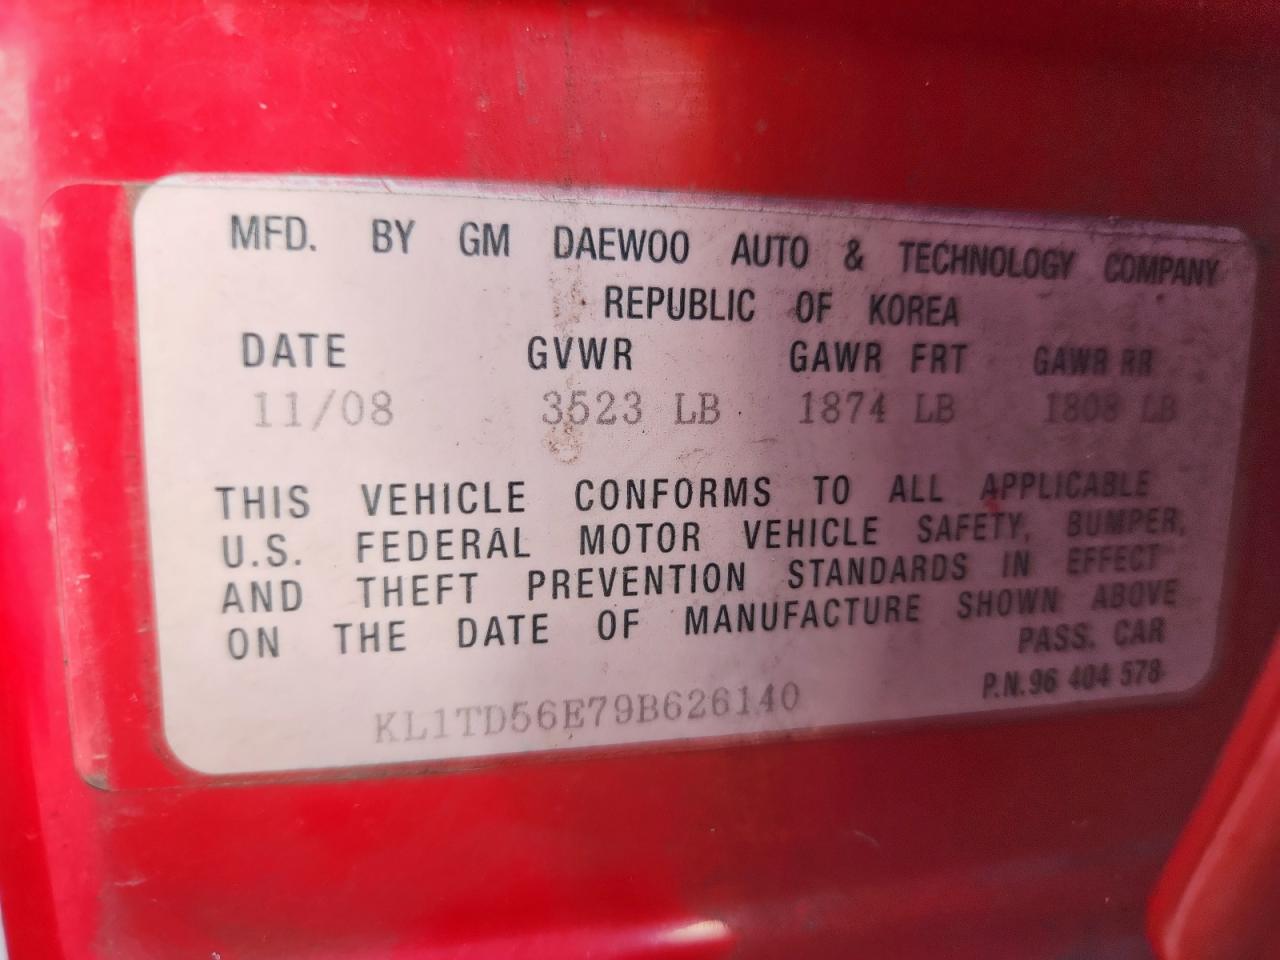 MFD. BY GM DAEWOO AUTO & TECHNOLOGY COMPANY
REPUBLIC OF KOREA
DATE GVWR GAWR FRT GAWR RR
11/08 3523 LB 1874 LB 1808 LB
THIS VEHICLE CONFORMS TO ALL APPLICABLE
U.S. FEDERAL MOTOR VEHICLE SAFETY, BUMPER,
AND THEFT PREVENTION STANDARDS IN EFFECT
ON THE DATE OF MANUFACTURE SHOWN ABOVE
PASS. CAR
KL1TD56E79B626140
P.N.96 404 578